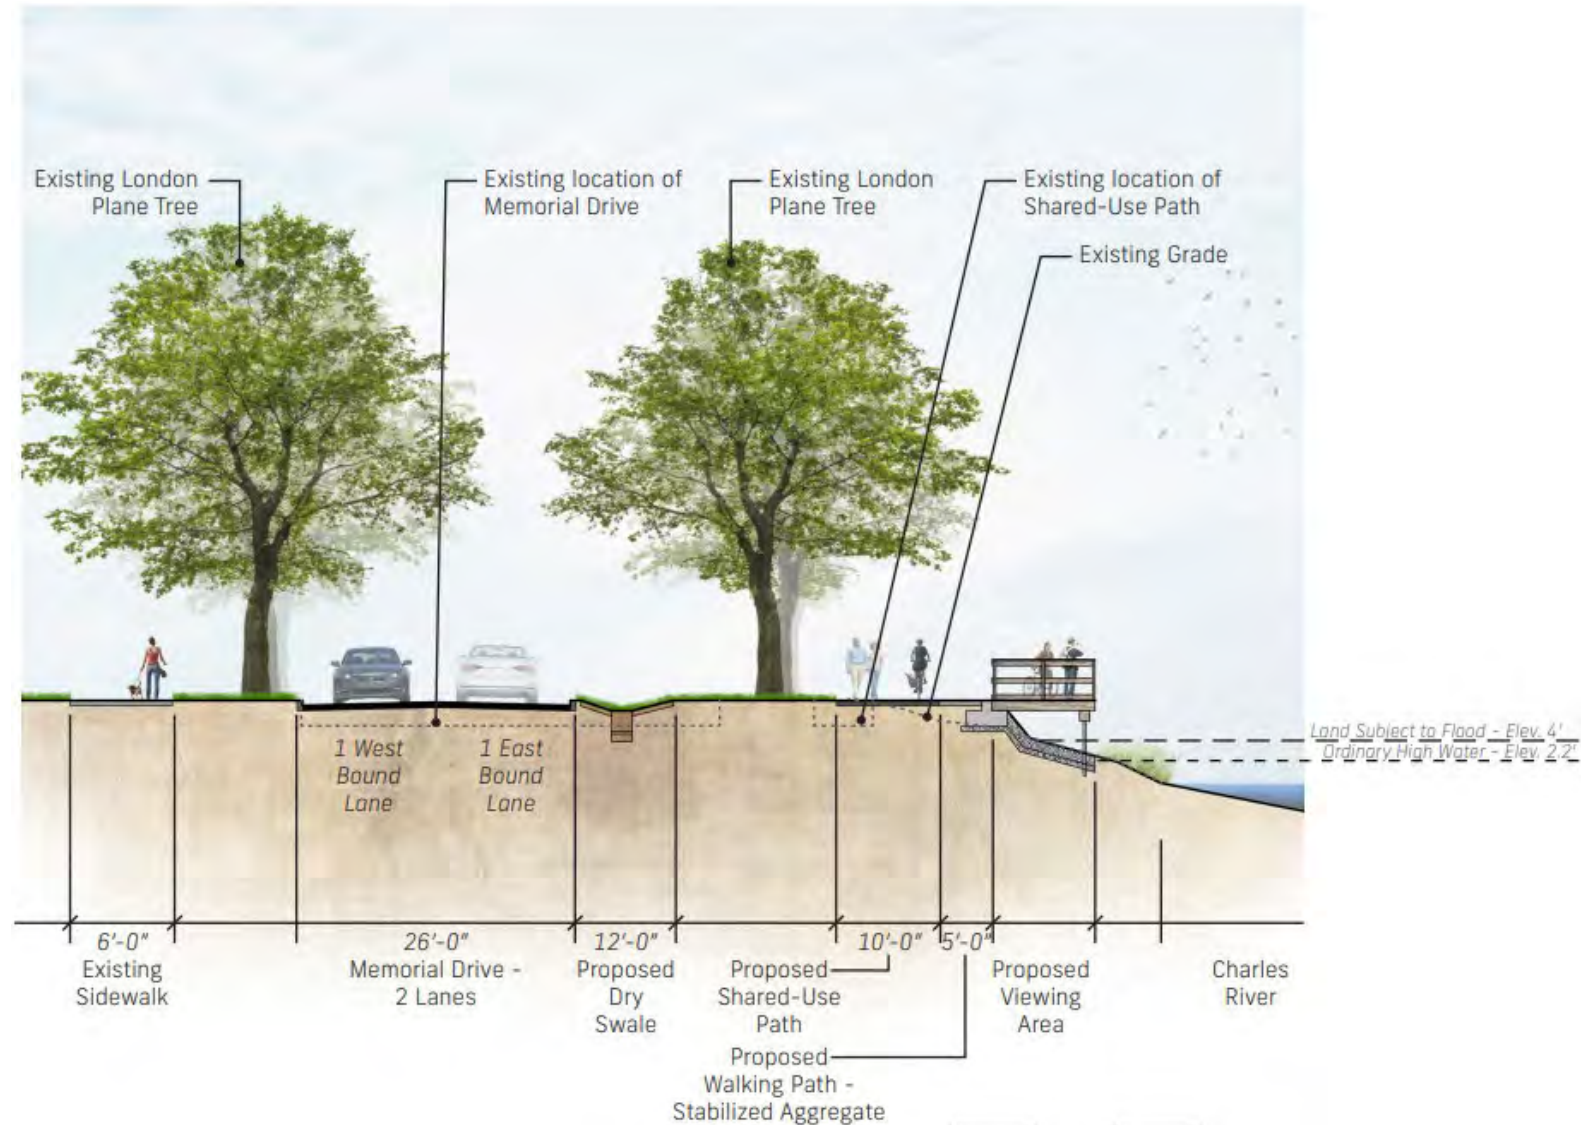 Existing London
Plane Tree
Existing location of
Memorial Drive
Existing London
Plane Tree
Existing location of
Shared-Use Path
Existing Grade
Land Subject to Flood - Elev. 4'
Ordinary High Water - Elev. 2.2'
1 West
Bound
Lane
1 East
Bound
Lane
6'-0"
Existing
Sidewalk
26'-0"
Memorial Drive -
2 Lanes
12'-0"
Proposed
Dry
Swale
10'-0"
Proposed
Shared-Use
Path
5'-0"
Proposed
Walking Path -
Stabilized Aggregate
Proposed
Viewing
Area
Charles
River